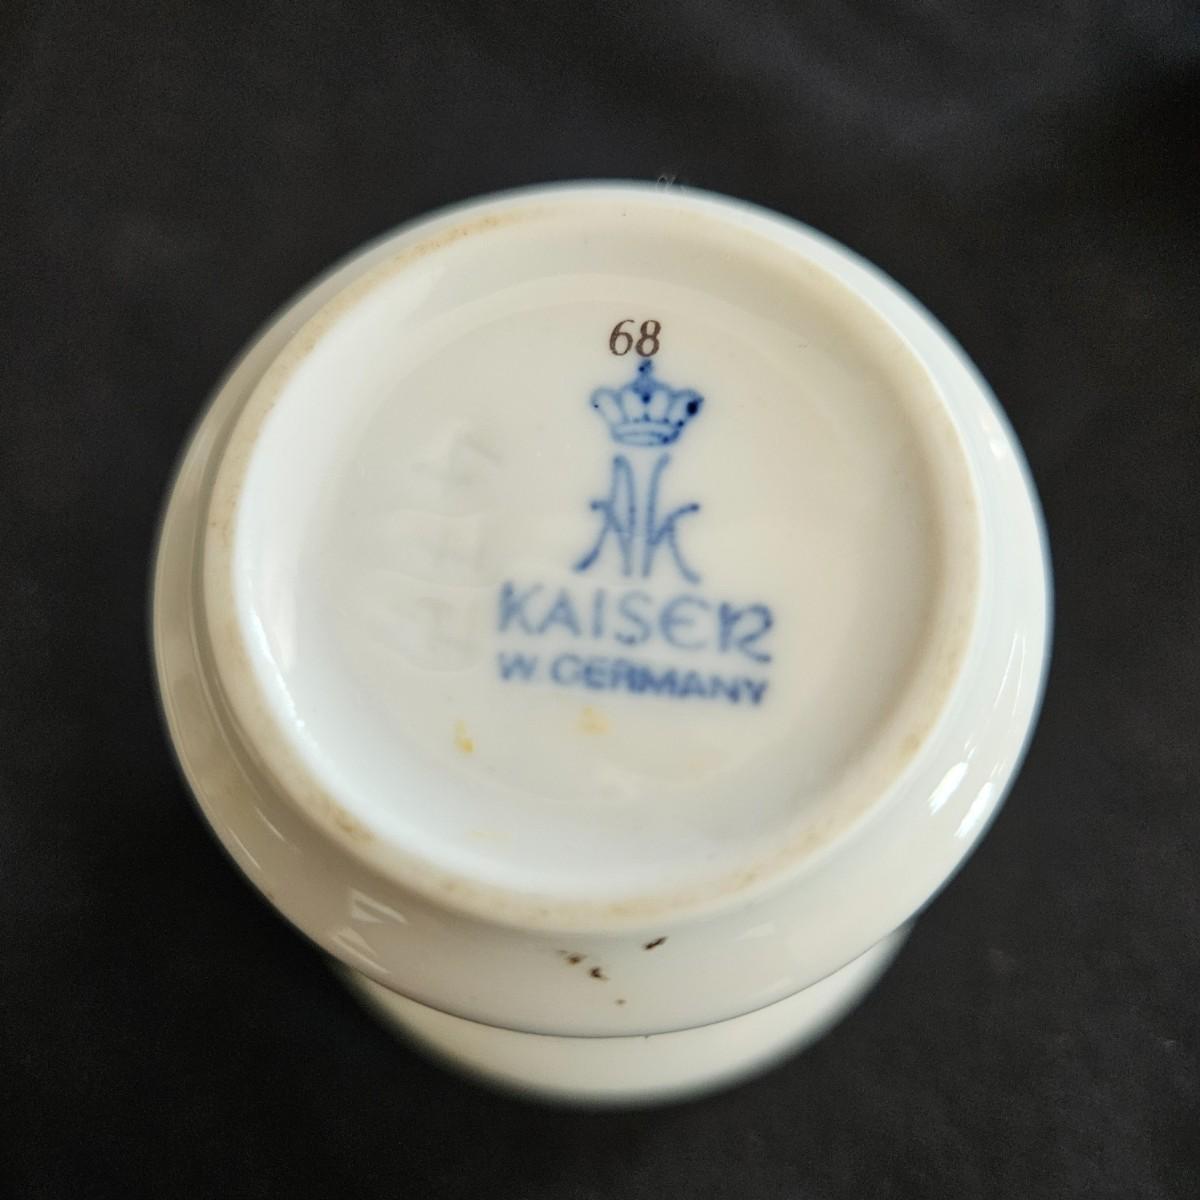 68
AK
KAISER
W. GERMANY